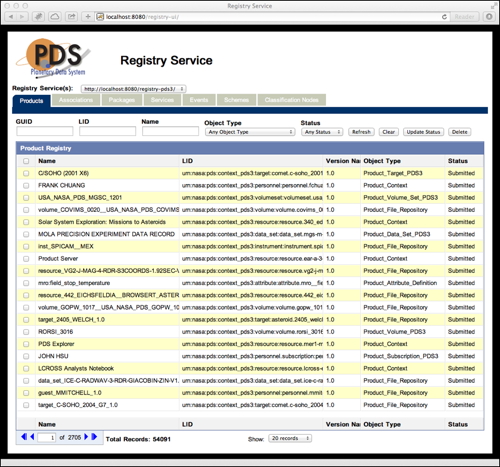 Registry Service
localhost:8080/registry-ui/
Reader
PDS
Planetary Data System
Registry Service
Registry Service(s): http://localhost:8080/registry-pds3/
Products Associations Packages Services Events Schemes Classification Nodes
GUID LID Name Object Type Status
Any Object Type Any Status Refresh Clear Update Status Delete
Product Registry
Name LID Version Nar Object Type Status
C/SOHO (2001 X6) urn:nasa:pds:context_pds3:target:comet.c-soho_2001 1.0 Product_Target_PDS3 Submitted
FRANK CHUANG urn:nasa:pds:context_pds3:personnel:personnel.fchua 1.0 Product_Context Submitted
USA_NASA_PDS_MGSC_1201 urn:nasa:pds:context_pds3:volumeset:volumeset.usa 1.0 Product_Volume_Set_PDS3 Submitted
volume_COVIMS_0020__USA_NASA_PDS_COVIMS urn:nasa:pds:context_pds3:volume:volume.covims_0 1.0 Product_File_Repository Submitted
Solar System Exploration: Missions to Asteroids urn:nasa:pds:context_pds3:resource:resource.340_ed 1.0 Product_Context Submitted
MOLA PRECISION EXPERIMENT DATA RECORD urn:nasa:pds:context_pds3:data_set:data_set.mgs-m 1.0 Product_Data_Set_PDS3 Submitted
inst_SPICAM__MEX urn:nasa:pds:context_pds3:instrument:instrument.spi 1.0 Product_File_Repository Submitted
Product Server urn:nasa:pds:context_pds3:resource:resource.ear-a-3 1.0 Product_Context Submitted
resource_VG2-J-MAG-4-RDR-S3COORDS-1.92SEC-V urn:nasa:pds:context_pds3:resource:resource.vg2-j-m 1.0 Product_File_Repository Submitted
mro:field_stop_temperature urn:nasa:pds:context_pds3:attribute:attribute.mro__fi 1.0 Product_Attribute_Definition Submitted
resource_442_EICHSFELDIA__BROWSERT_ASTER urn:nasa:pds:context_pds3:resource:resource.442_eic 1.0 Product_File_Repository Submitted
volume_GOPW_1017__USA_NASA_PDS_GOPW_10 urn:nasa:pds:context_pds3:volume:volume.gopw_101 1.0 Product_File_Repository Submitted
target_2405_WELCH_1.0 urn:nasa:pds:context_pds3:target:asteroid.2405_welch 1.0 Product_File_Repository Submitted
RORSI_3016 urn:nasa:pds:context_pds3:volume:volume.rorsi_3016 1.0 Product_Volume_PDS3 Submitted
PDS Explorer urn:nasa:pds:context_pds3:resource:resource.mer1-m 1.0 Product_Context Submitted
JOHN HSU urn:nasa:pds:context_pds3:personnel.subscription:pe 1.0 Product_Subscription_PDS3 Submitted
LCROSS Analysts Notebook urn:nasa:pds:context_pds3:resource:resource.lcross-e 1.0 Product_Context Submitted
data_set_ICE-C-RADWAV-3-RDR-GIACOBIN-ZIN-V1. urn:nasa:pds:context_pds3:data_set:data_set.ice-c-ra 1.0 Product_File_Repository Submitted
guest_MMITCHELL_1.0 urn:nasa:pds:context_pds3:personnel:personnel.mmit 1.0 Product_File_Repository Submitted
target_C-SOHO_2004_G7_1.0 urn:nasa:pds:context_pds3:target:comet.c-soho_2004 1.0 Product_File_Repository Submitted
Name LID Version Nar Object Type Status
1 of 2705 Total Records: 54091 Show: 20 records